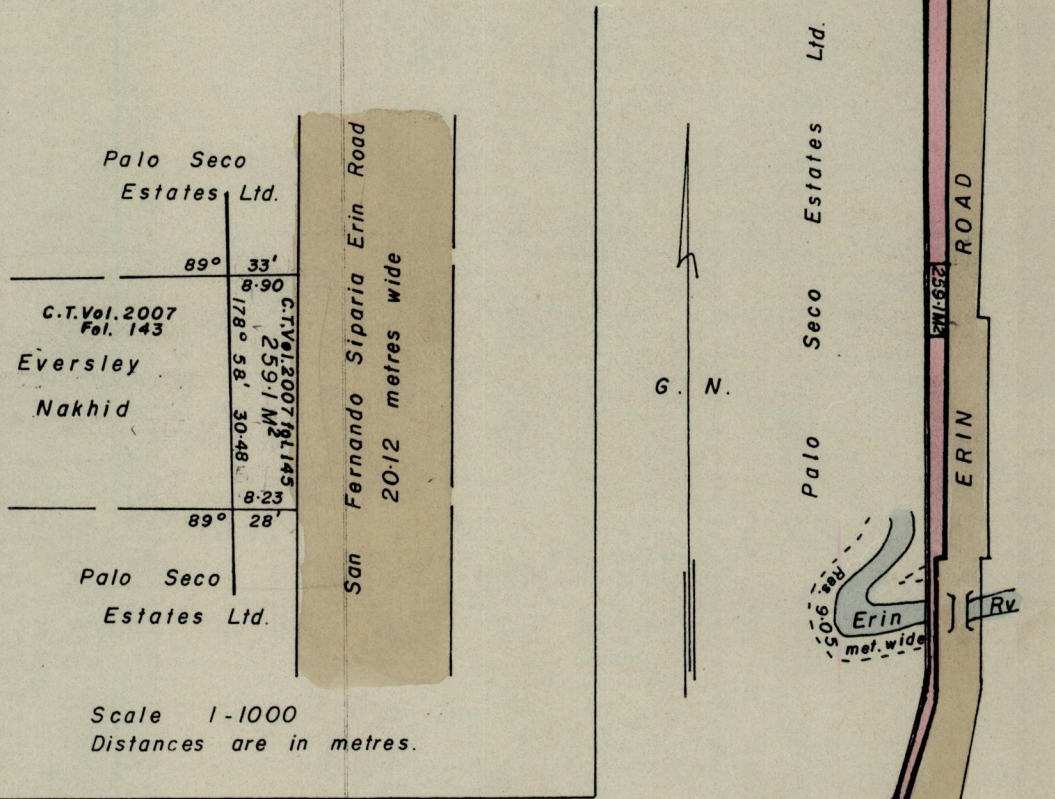 Palo Seco
Estates Ltd.
89° 33'
8·90
C.T.Vol.2007
Fol. 143
Eversley
Nakhid
178° 58' 30·48
259·1 M2
C.T.Vol.2007 fol.145
8·23
89° 28'
Palo Seco
Estates Ltd.
San Fernando Siparia Erin Road
20·12 metres wide
Scale 1-1000
Distances are in metres.
G. N.
Palo Seco Estates Ltd.
259·1M2
ERIN ROAD
Res. 9·05 met. wide
Erin Rv